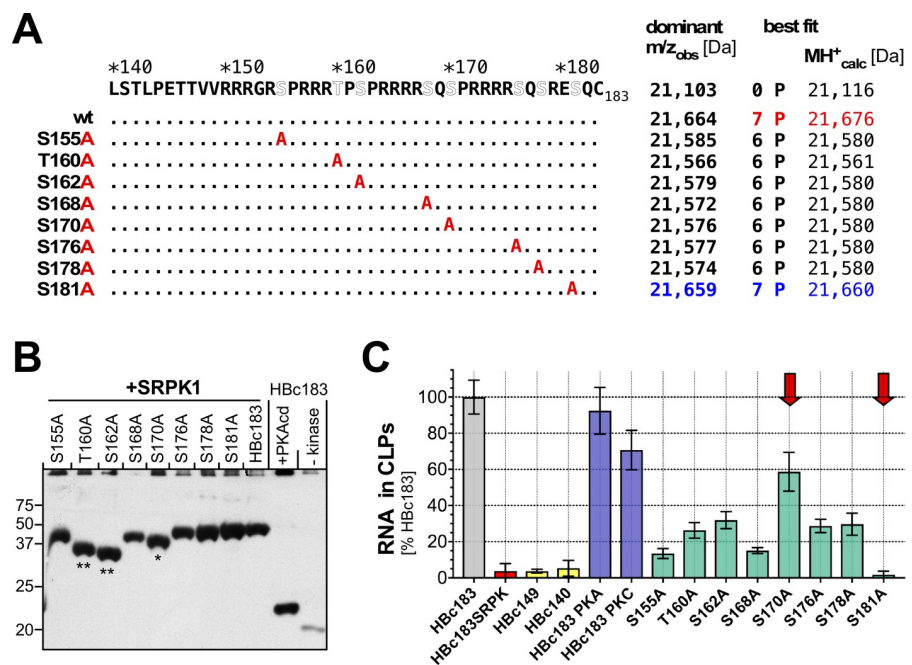 A
dominant best fit
m/zobs [Da] MH+calc [Da]
*140 *150 *160 *170 *180
LSTLPETTVVRRRGRSPRRRTPSPRRRRSQSPRRRRSQSRESQC183 21,103 0 P 21,116
wt ............................................ 21,664 7 P 21,676
S155A ...............A............................ 21,585 6 P 21,580
T160A ....................A....................... 21,566 6 P 21,561
S162A ......................A..................... 21,579 6 P 21,580
S168A ............................A............... 21,572 6 P 21,580
S170A ..............................A............. 21,576 6 P 21,580
S176A ....................................A....... 21,577 6 P 21,580
S178A ......................................A..... 21,574 6 P 21,580
S181A .........................................A.. 21,659 7 P 21,660
B
+SRPK1 HBc183
S155A T160A S162A S168A S170A S176A S178A S181A HBc183 +PKAcd - kinase
75
50
37
25
20
** ** *
C
RNA in CLPs
[% HBc183]
100
80
60
40
20
0
HBc183 HBc183SRPK HBc149 HBc140 HBc183 PKA HBc183 PKC S155A T160A S162A S168A S170A S176A S178A S181A